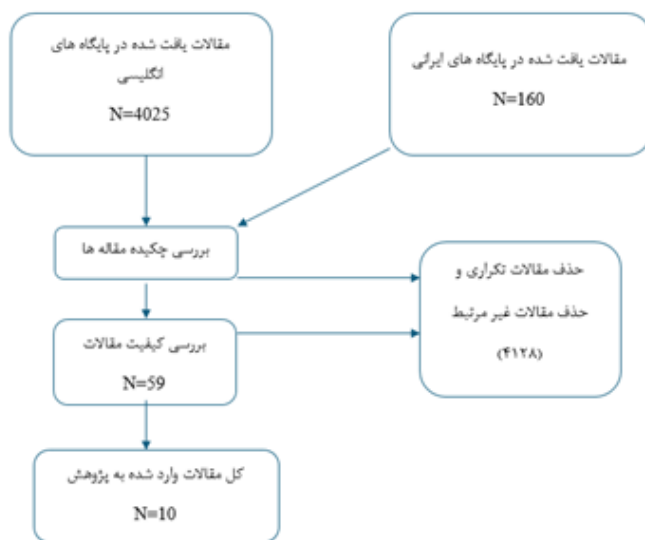 مقالات یافت شده در پایگاه های
انگلیسی
N=4025
مقالات یافت شده در پایگاه های ایرانی
N=160
بررسی چکیده مقاله ها
حذف مقالات تکراری و
حذف مقالات غیر مرتبط
(۴۱۲۸)
بررسی کیفیت مقالات
N=59
کل مقالات وارد شده به پژوهش
N=10